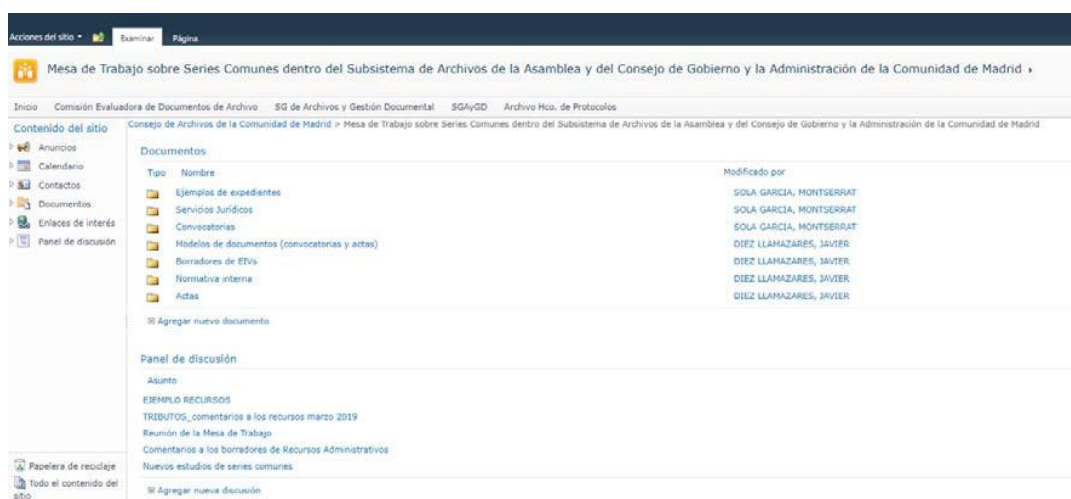 Acciones del sitio Examinar Página
Mesa de Trabajo sobre Series Comunes dentro del Subsistema de Archivos de la Asamblea y del Consejo de Gobierno y la Administración de la Comunidad de Madrid
Inicio Comisión Evaluadora de Documentos de Archivo SG de Archivos y Gestión Documental SGAyGD Archivo Hco. de Protocolos
Consejo de Archivos de la Comunidad de Madrid > Mesa de Trabajo sobre Series Comunes dentro del Subsistema de Archivos de la Asamblea y del Consejo de Gobierno y la Administración de la Comunidad de Madrid
Contenido del sitio
Anuncios
Calendario
Contactos
Documentos
Enlaces de interés
Panel de discusión
Papelera de reciclaje
Todo el contenido del
sitio
Documentos
Tipo Nombre Modificado por
Ejemplos de expedientes SOLA GARCIA, MONTSERRAT
Servicios Jurídicos SOLA GARCIA, MONTSERRAT
Convocatorias SOLA GARCIA, MONTSERRAT
Modelos de documentos (convocatorias y actas) DIEZ LLAMAZARES, JAVIER
Borradores de EIVs DIEZ LLAMAZARES, JAVIER
Normativa interna DIEZ LLAMAZARES, JAVIER
Actas DIEZ LLAMAZARES, JAVIER
Agregar nuevo documento
Panel de discusión
Asunto
EJEMPLO RECURSOS
TRIBUTOS_comentarios a los recursos marzo 2019
Reunión de la Mesa de Trabajo
Comentarios a los borradores de Recursos Administrativos
Nuevos estudios de series comunes
Agregar nueva discusión